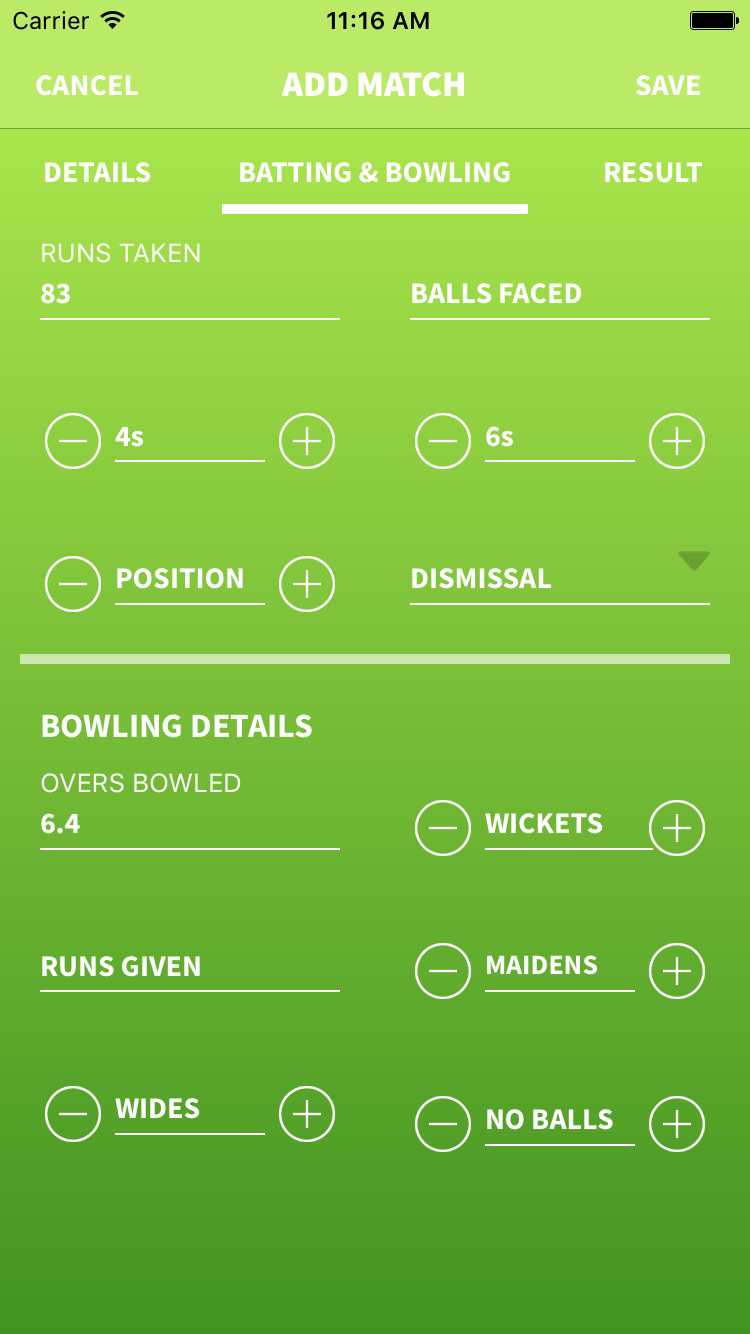 Carrier 11:16 AM
CANCEL ADD MATCH SAVE
DETAILS BATTING & BOWLING RESULT
RUNS TAKEN
83 BALLS FACED
4s 6s
POSITION DISMISSAL
BOWLING DETAILS
OVERS BOWLED
6.4 WICKETS
RUNS GIVEN MAIDENS
WIDES NO BALLS